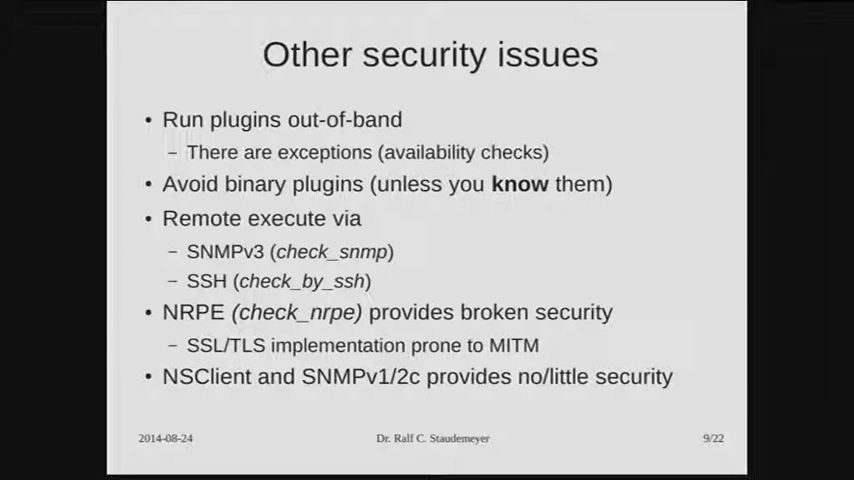 Other security issues
• Run plugins out-of-band
– There are exceptions (availability checks)
• Avoid binary plugins (unless you know them)
• Remote execute via
– SNMPv3 (check_snmp)
– SSH (check_by_ssh)
• NRPE (check_nrpe) provides broken security
– SSL/TLS implementation prone to MITM
• NSClient and SNMPv1/2c provides no/little security
2014-08-24 Dr. Ralf C. Staudemeyer 9/22